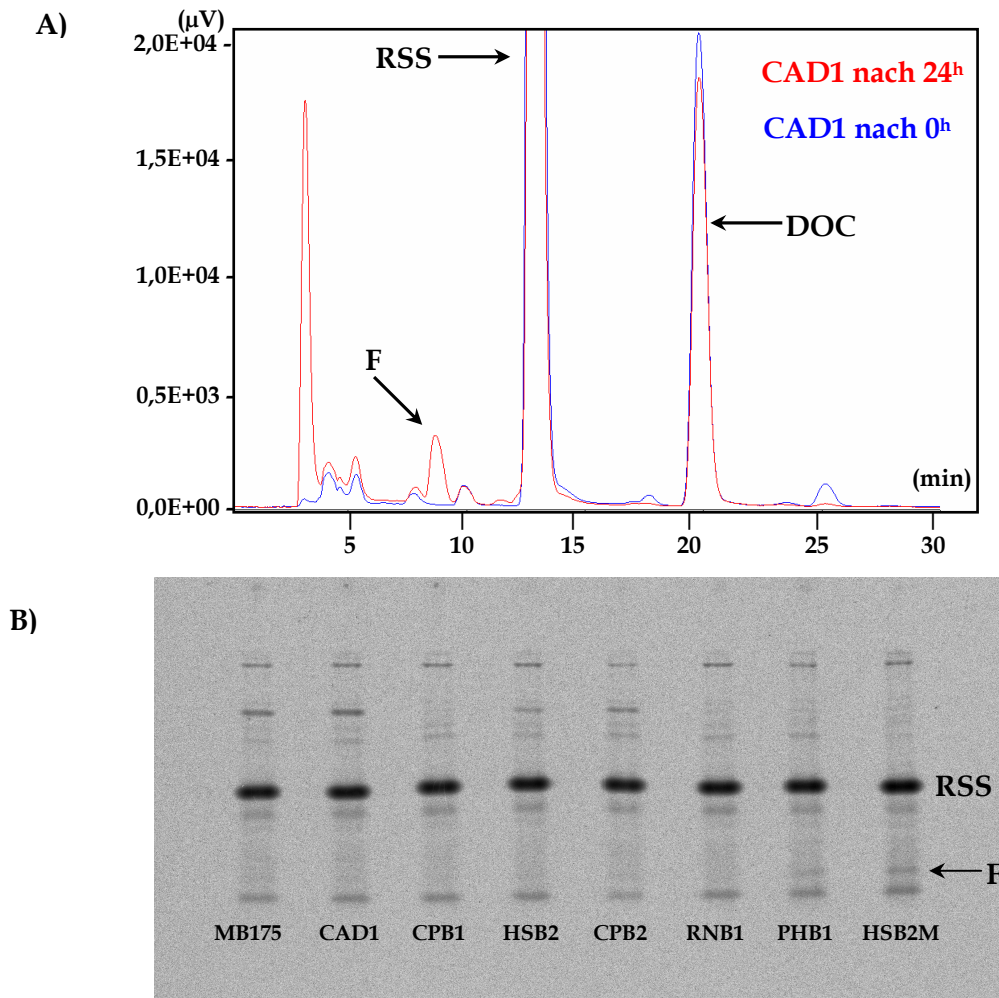 A)
(µV)
2,0E+04
1,5E+04
1,0E+04
0,5E+03
0,0E+00
RSS
CAD1 nach 24h
CAD1 nach 0h
DOC
F
(min)
5 10 15 20 25 30
B)
RSS
F
MB175 CAD1 CPB1 HSB2 CPB2 RNB1 PHB1 HSB2M